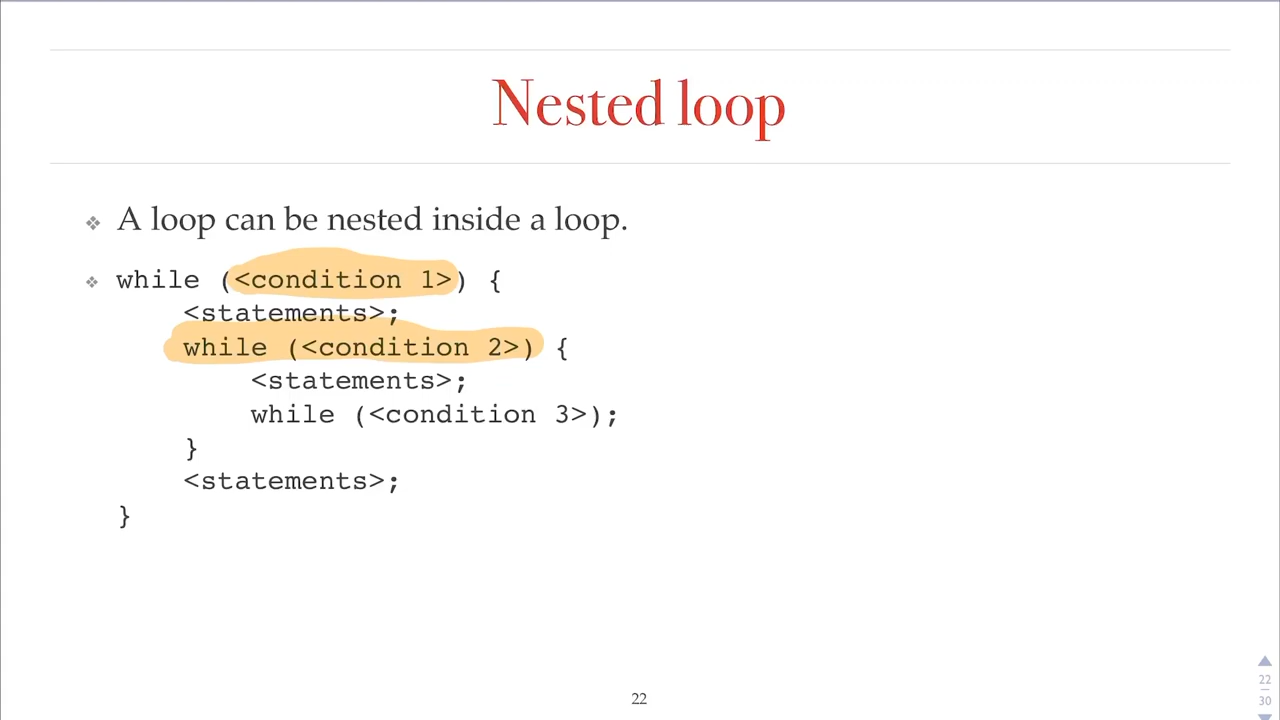 Nested loop
❖ A loop can be nested inside a loop.
❖ while (<condition 1>) {
<statements>;
while (<condition 2>) {
<statements>;
while (<condition 3>);
}
<statements>;
}
22
22
30